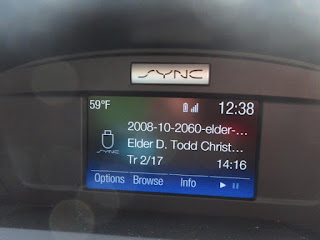 SYNC
59°F 12:38
2008-10-2060-elder-...
SYNC
Elder D. Todd Christ...
Tr 2/17 14:16
Options Browse Info